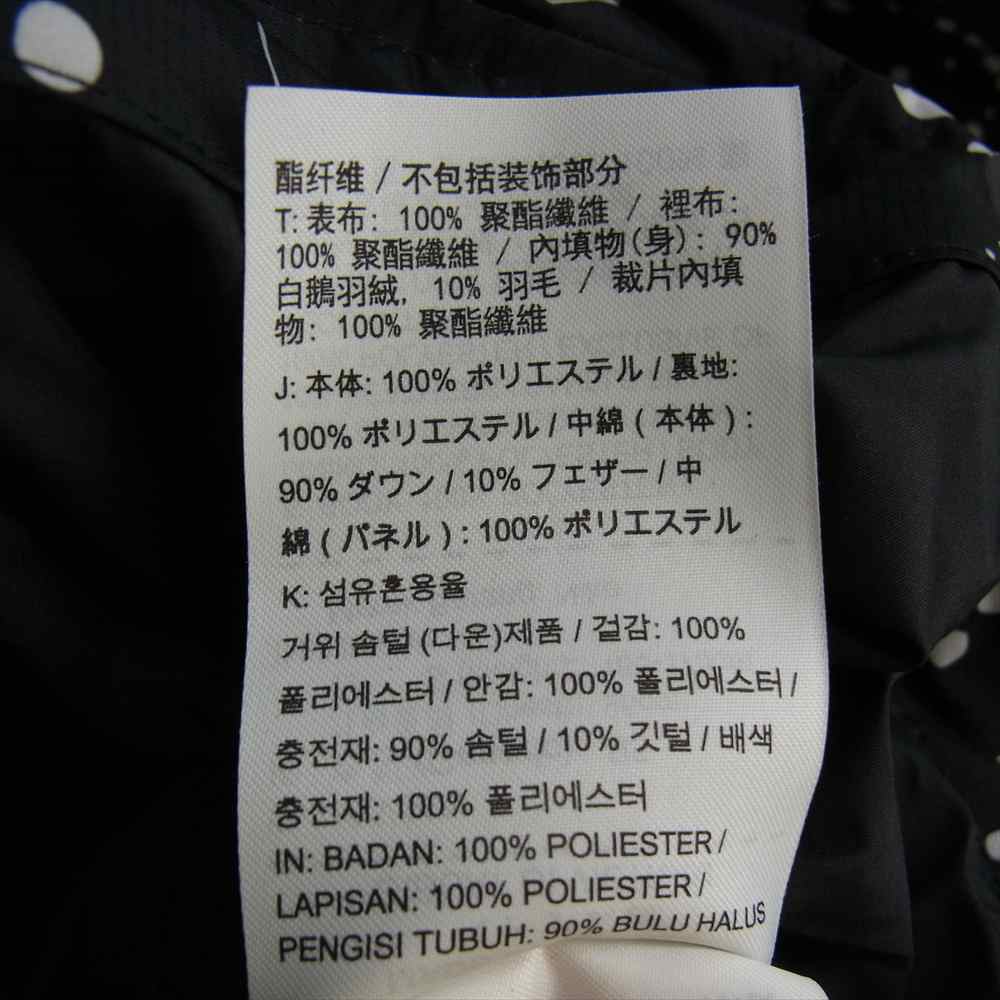 酯纤维 / 不包括装饰部分
T: 表布: 100% 聚酯纖維 / 裡布:
100% 聚酯纖維 / 內填物(身): 90%
白鵝羽絨, 10% 羽毛 / 裁片內填
物: 100% 聚酯纖維
J: 本体: 100% ポリエステル / 裏地:
100% ポリエステル / 中綿 ( 本体 ) :
90% ダウン / 10% フェザー / 中
綿 ( パネル ) : 100% ポリエステル
K: 섬유혼용율
거위 솜털 (다운)제품 / 걸감: 100%
폴리에스터 / 안감: 100% 폴리에스터 /
충전재: 90% 솜털 / 10% 깃털 / 배색
충전재: 100% 폴리에스터
IN: BADAN: 100% POLIESTER /
LAPISAN: 100% POLIESTER /
PENGISI TUBUH: 90% BULU HALUS